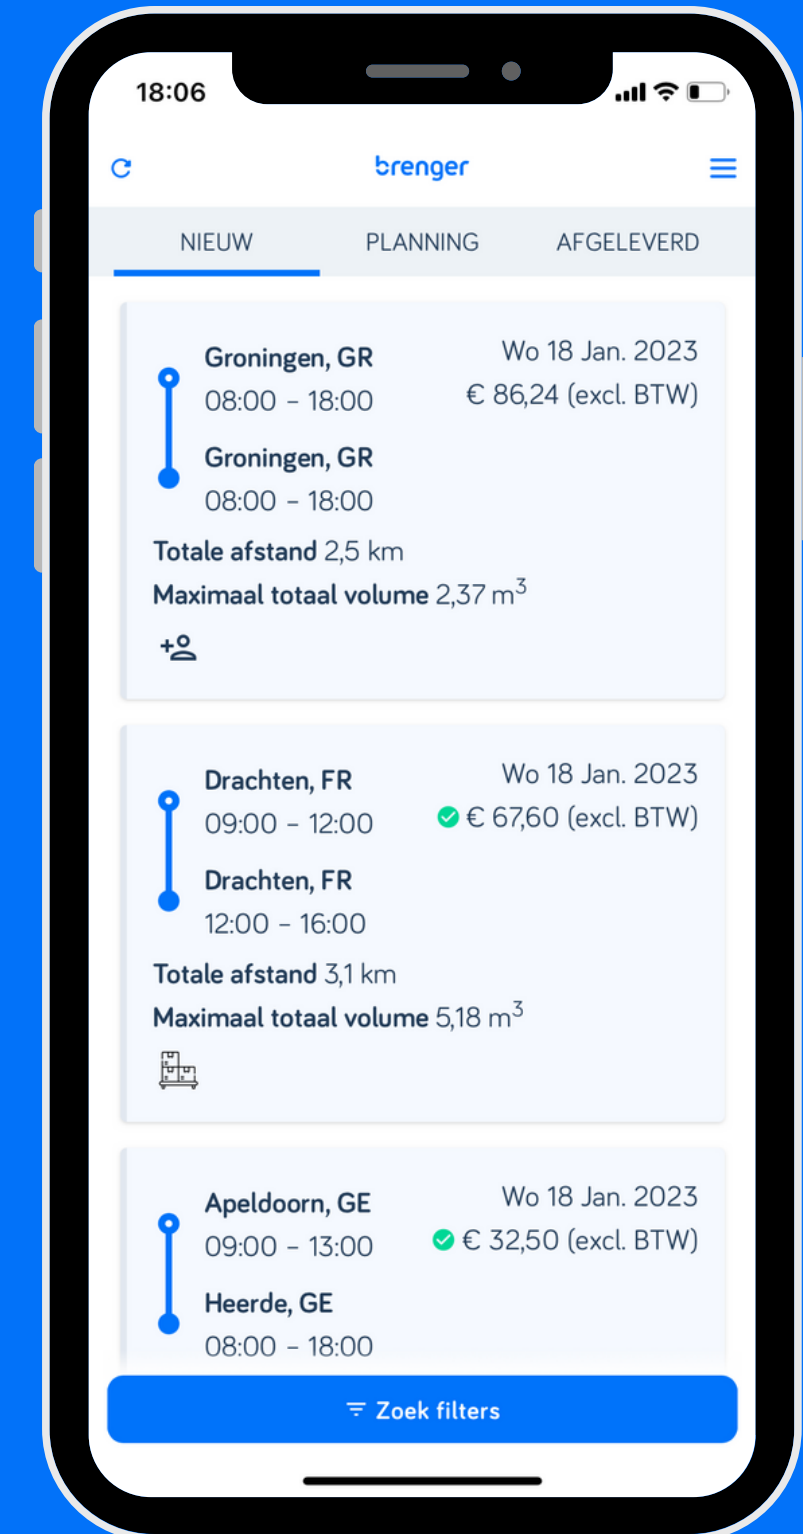 18:06
brenger
NIEUW PLANNING AFGELEVERD
Groningen, GR Wo 18 Jan. 2023
08:00 – 18:00 € 86,24 (excl. BTW)
Groningen, GR
08:00 – 18:00
Totale afstand 2,5 km
Maximaal totaal volume 2,37 m³
Drachten, FR Wo 18 Jan. 2023
09:00 – 12:00 € 67,60 (excl. BTW)
Drachten, FR
12:00 – 16:00
Totale afstand 3,1 km
Maximaal totaal volume 5,18 m³
Apeldoorn, GE Wo 18 Jan. 2023
09:00 – 13:00 € 32,50 (excl. BTW)
Heerde, GE
08:00 – 18:00
Zoek filters